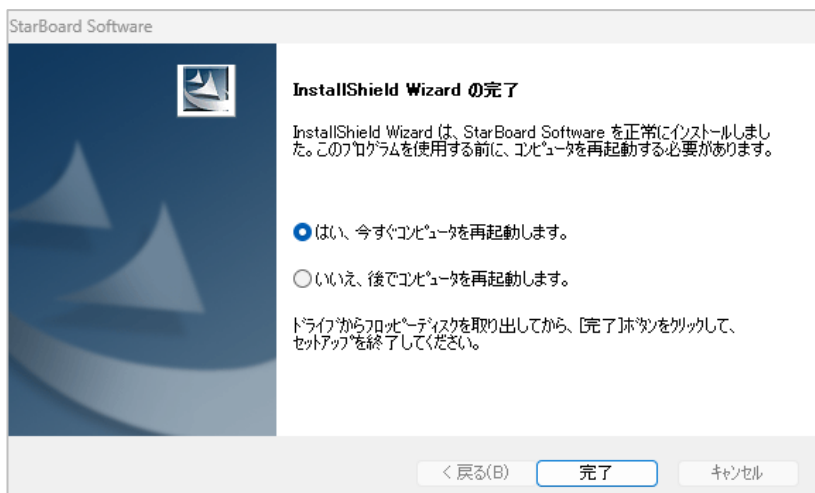 StarBoard Software
InstallShield Wizard の完了
InstallShield Wizard は、StarBoard Software を正常にインストールしまし
た。このプログラムを使用する前に、コンピュータを再起動する必要があります。
はい、今すぐコンピュータを再起動します。
いいえ、後でコンピュータを再起動します。
ドライブからフロッピーディスクを取り出してから、[完了]ボタンをクリックして、
セットアップを終了してください。
< 戻る(B)
完了
キャンセル